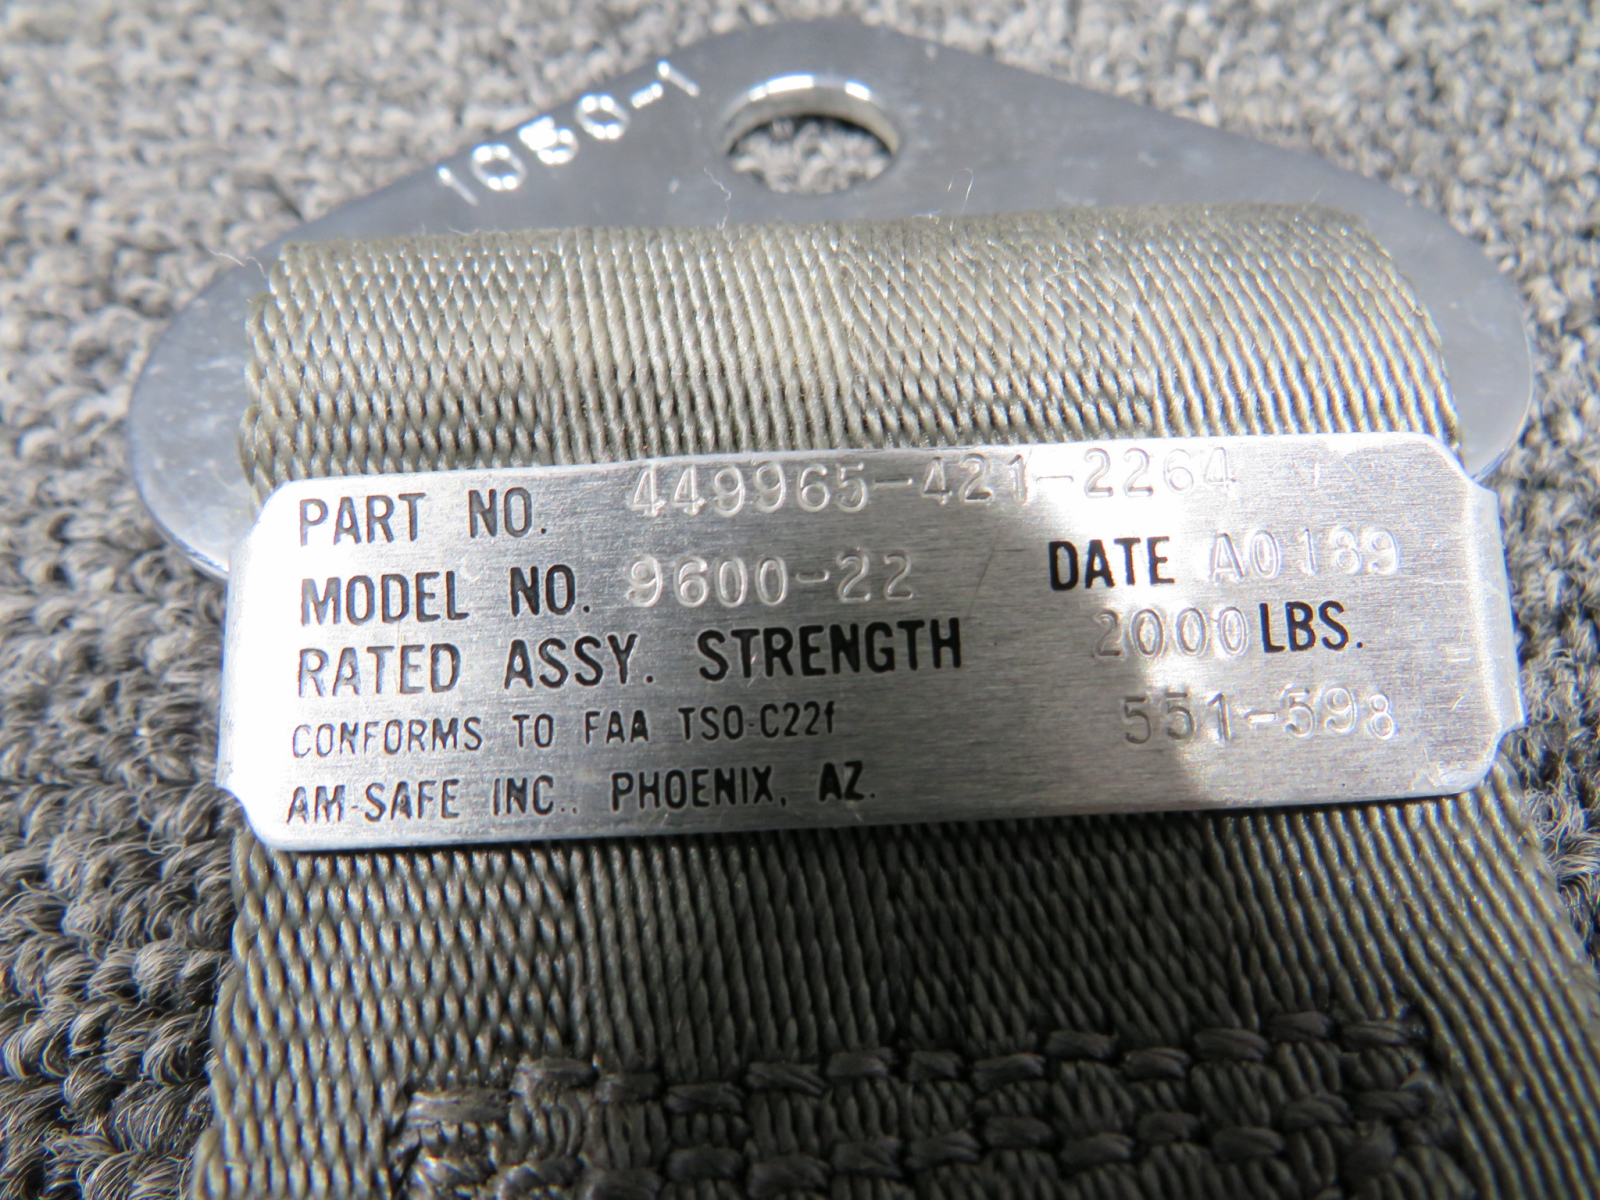 1050-1
PART NO. 449965-421-2264
MODEL NO. 9600-22 DATE A0189
RATED ASSY. STRENGTH 2000 LBS.
CONFORMS TO FAA TSO-C22f 551-598
AM-SAFE INC., PHOENIX, AZ.